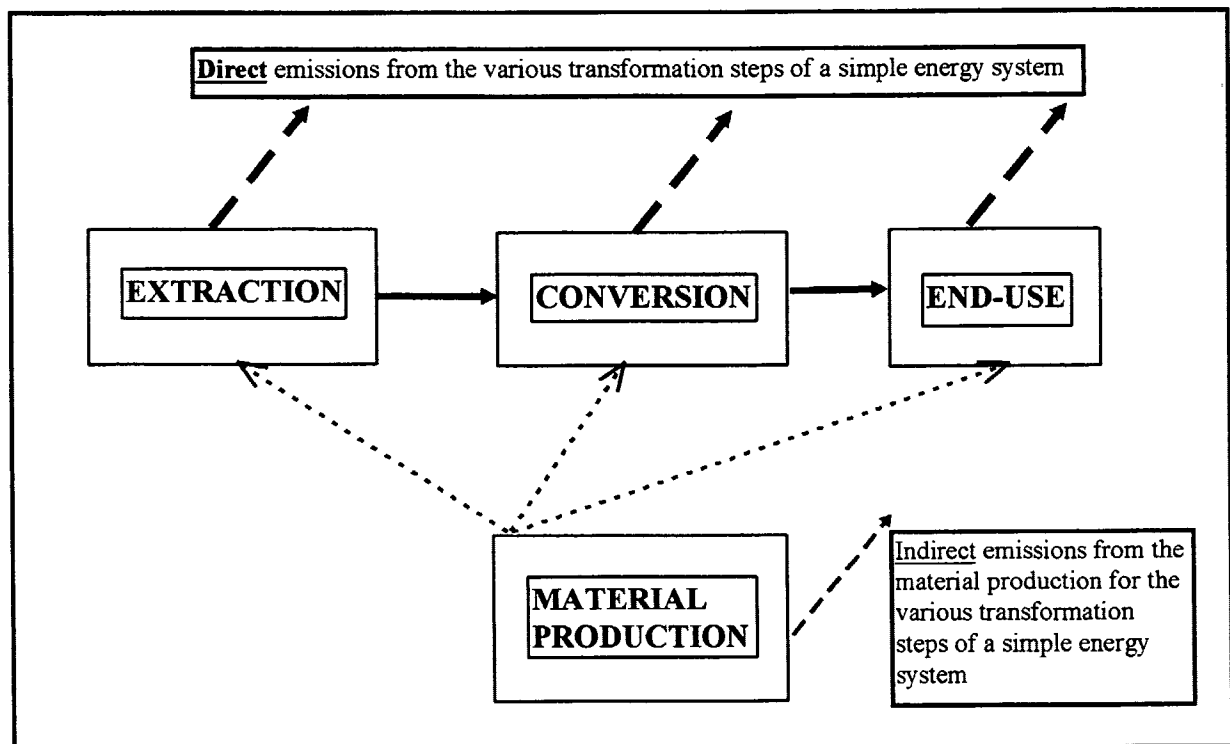 Direct emissions from the various transformation steps of a simple energy system
EXTRACTION
CONVERSION
END-USE
MATERIAL
PRODUCTION
Indirect emissions from the
material production for the
various transformation
steps of a simple energy
system